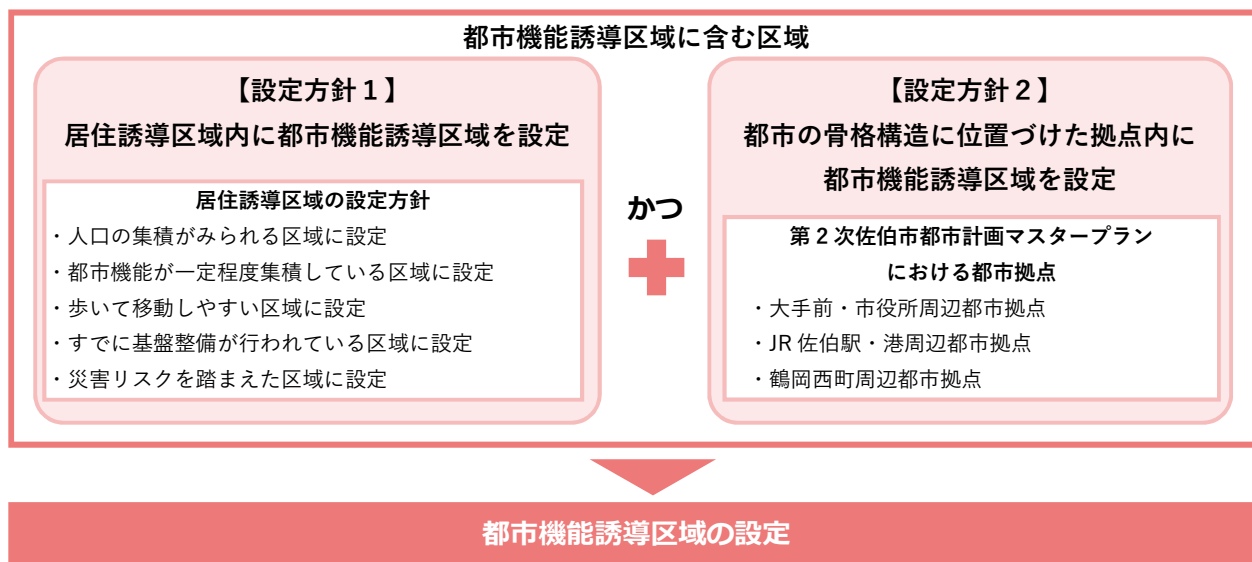 都市機能誘導区域に含む区域
【設定方針１】
居住誘導区域内に都市機能誘導区域を設定
居住誘導区域の設定方針
・人口の集積がみられる区域に設定
・都市機能が一定程度集積している区域に設定
・歩いて移動しやすい区域に設定
・すでに基盤整備が行われている区域に設定
・災害リスクを踏まえた区域に設定
かつ
【設定方針２】
都市の骨格構造に位置づけた拠点内に
都市機能誘導区域を設定
第２次佐伯市都市計画マスタープラン
における都市拠点
・大手前・市役所周辺都市拠点
・JR 佐伯駅・港周辺都市拠点
・鶴岡西町周辺都市拠点
都市機能誘導区域の設定